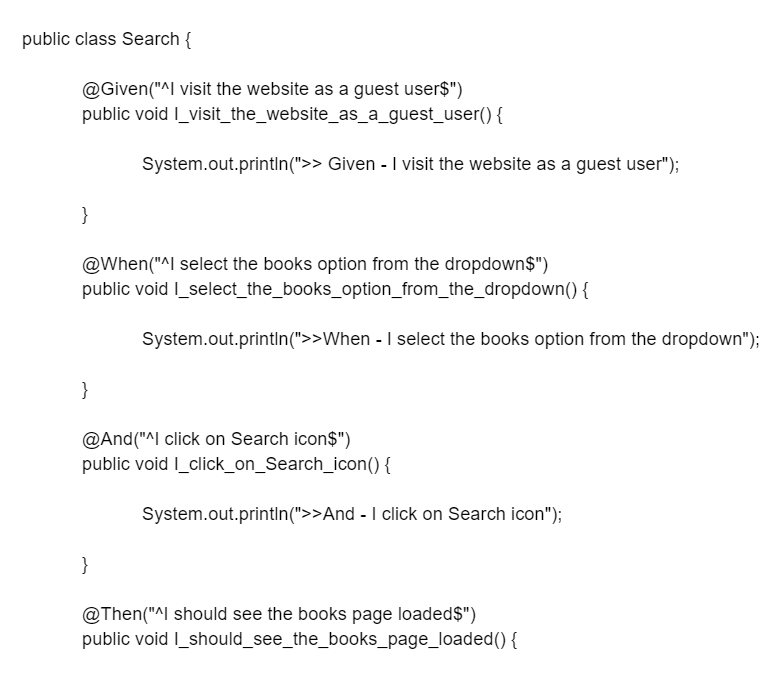 public class Search {
@Given("^I visit the website as a guest user$")
public void I_visit_the_website_as_a_guest_user() {
System.out.println(">> Given - I visit the website as a guest user");
}
@When("^I select the books option from the dropdown$")
public void I_select_the_books_option_from_the_dropdown() {
System.out.println(">>When - I select the books option from the dropdown");
}
@And("^I click on Search icon$")
public void I_click_on_Search_icon() {
System.out.println(">>And - I click on Search icon");
}
@Then("^I should see the books page loaded$")
public void I_should_see_the_books_page_loaded() {